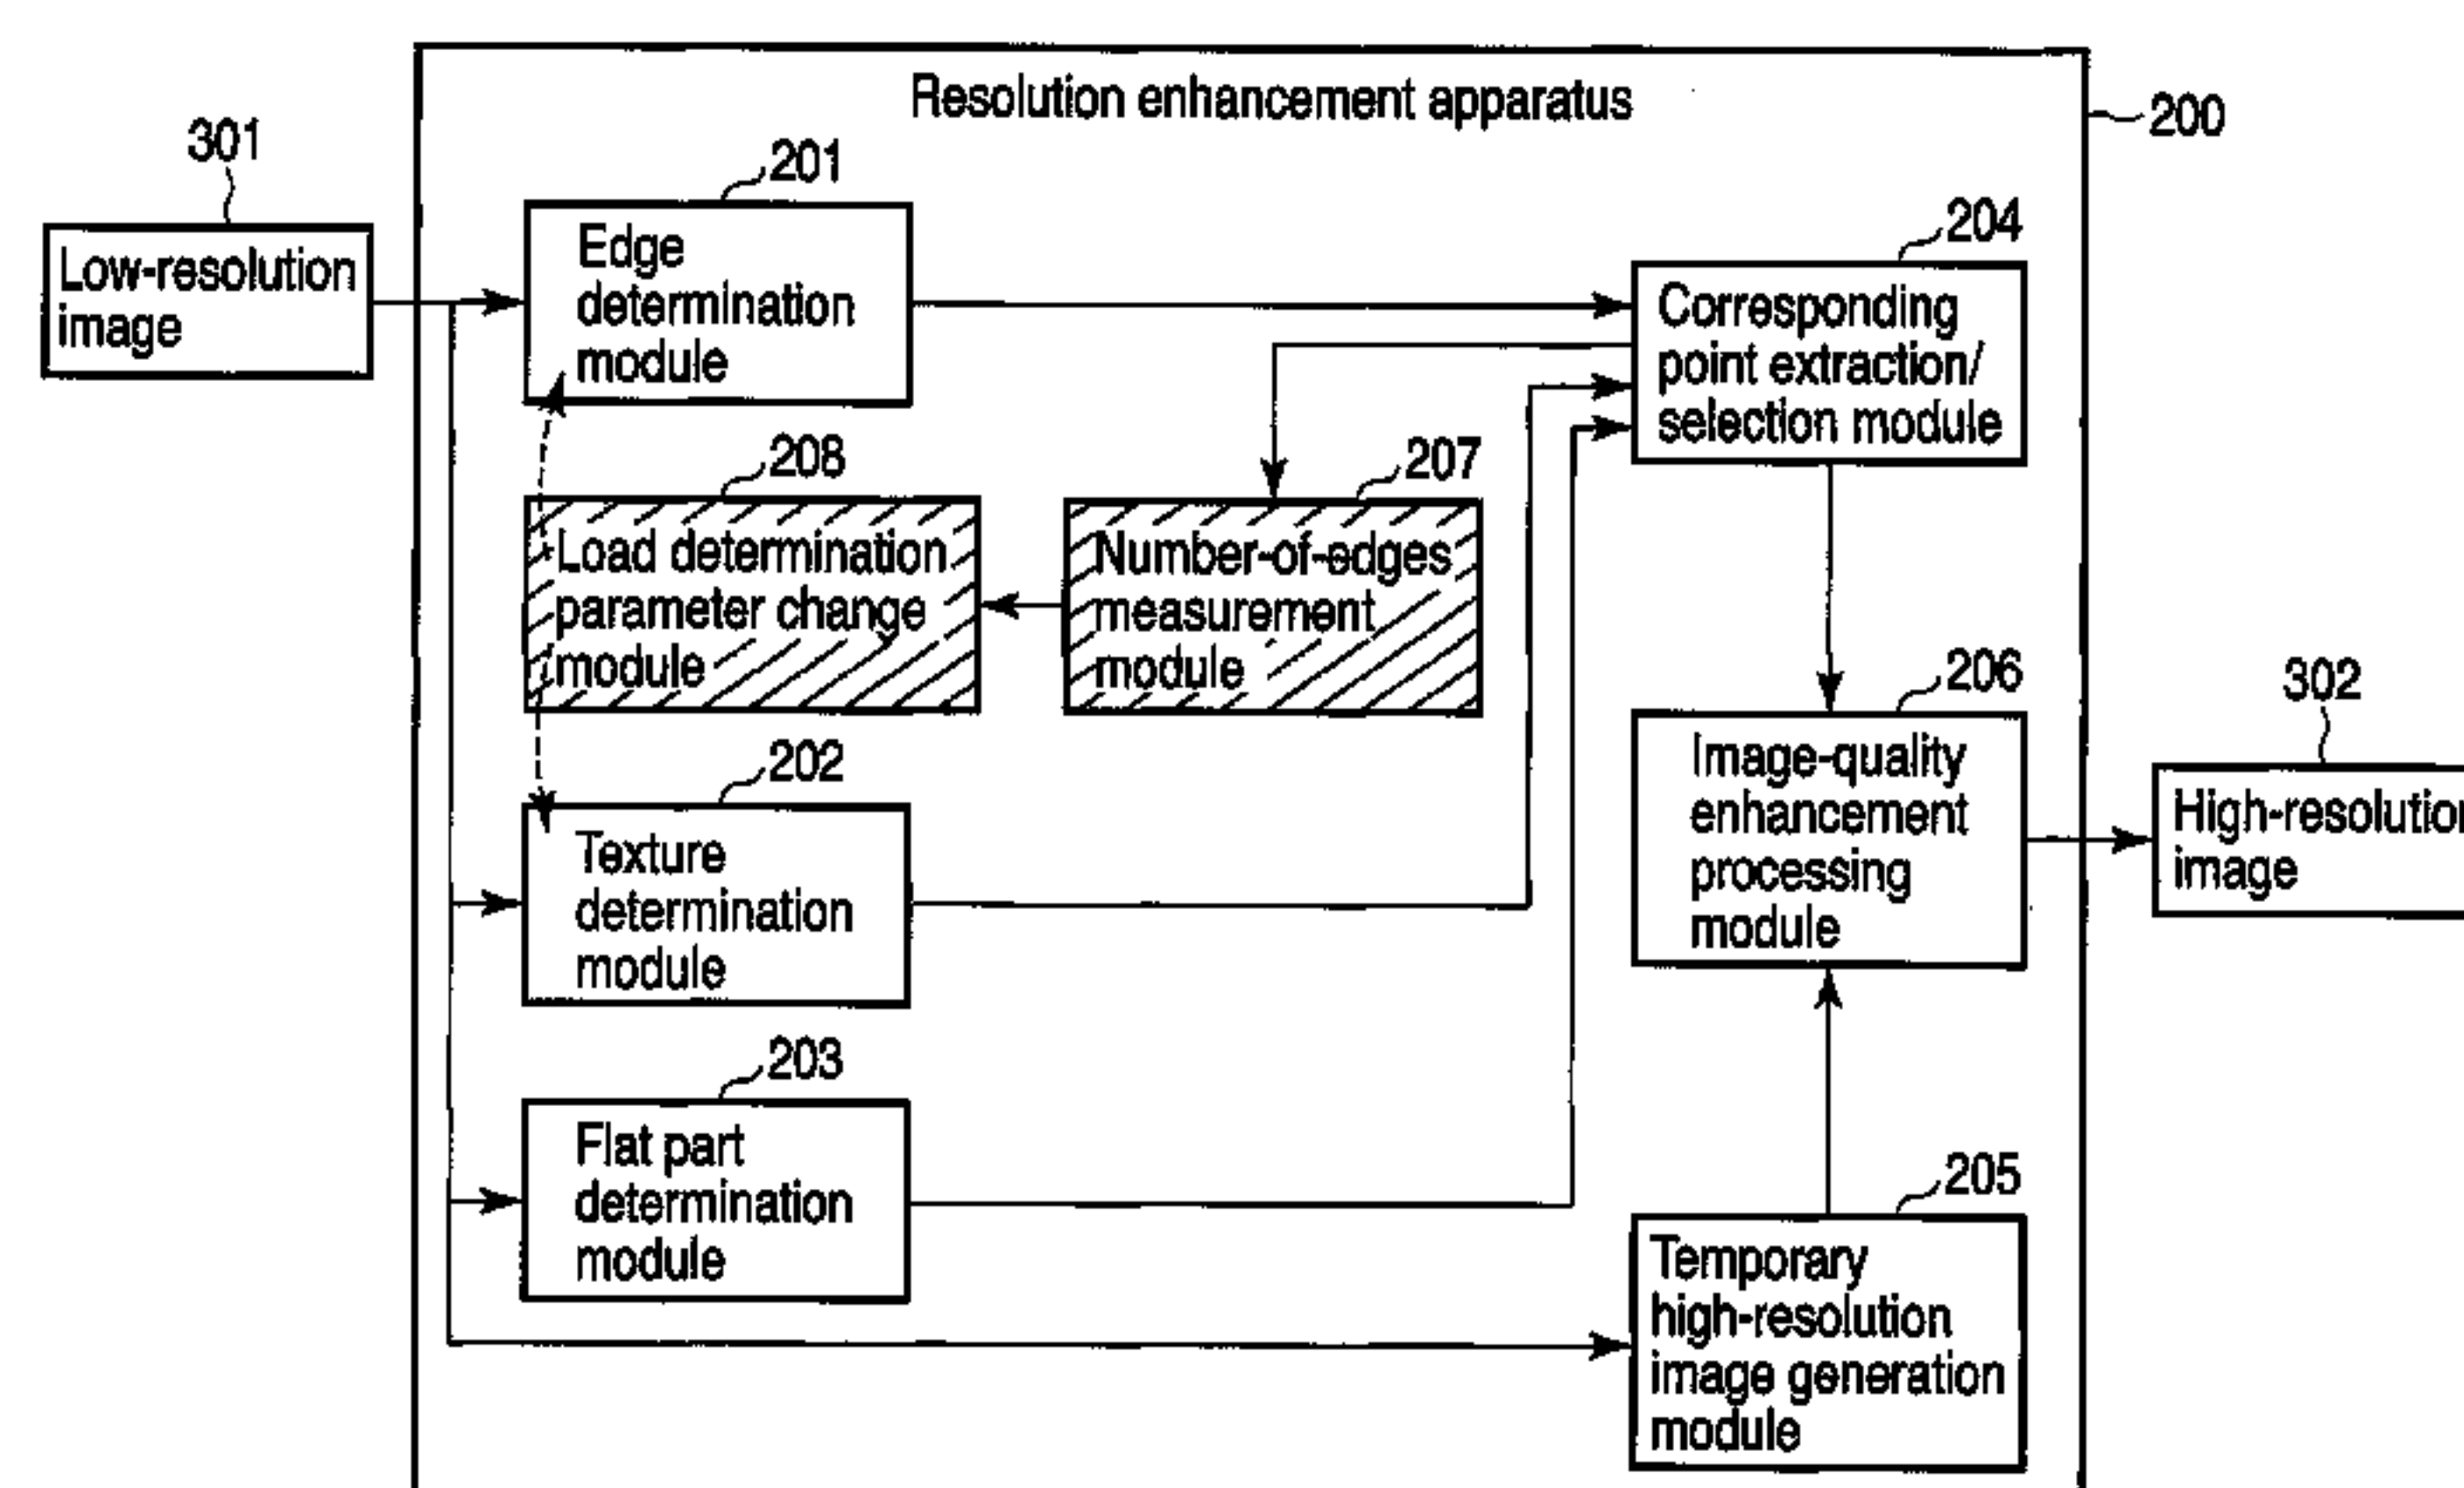 Resolution enhancement apparatus
200
301
Low-resolution
image
201
Edge
determination
module
204
Corresponding
point extraction/
selection module
208
Load determination
parameter change
module
207
Number-of-edges
measurement
module
202
Texture
determination
module
206
Image-quality
enhancement
processing
module
302
High-resolution
image
203
Flat part
determination
module
205
Temporary
high-resolution
image generation
module